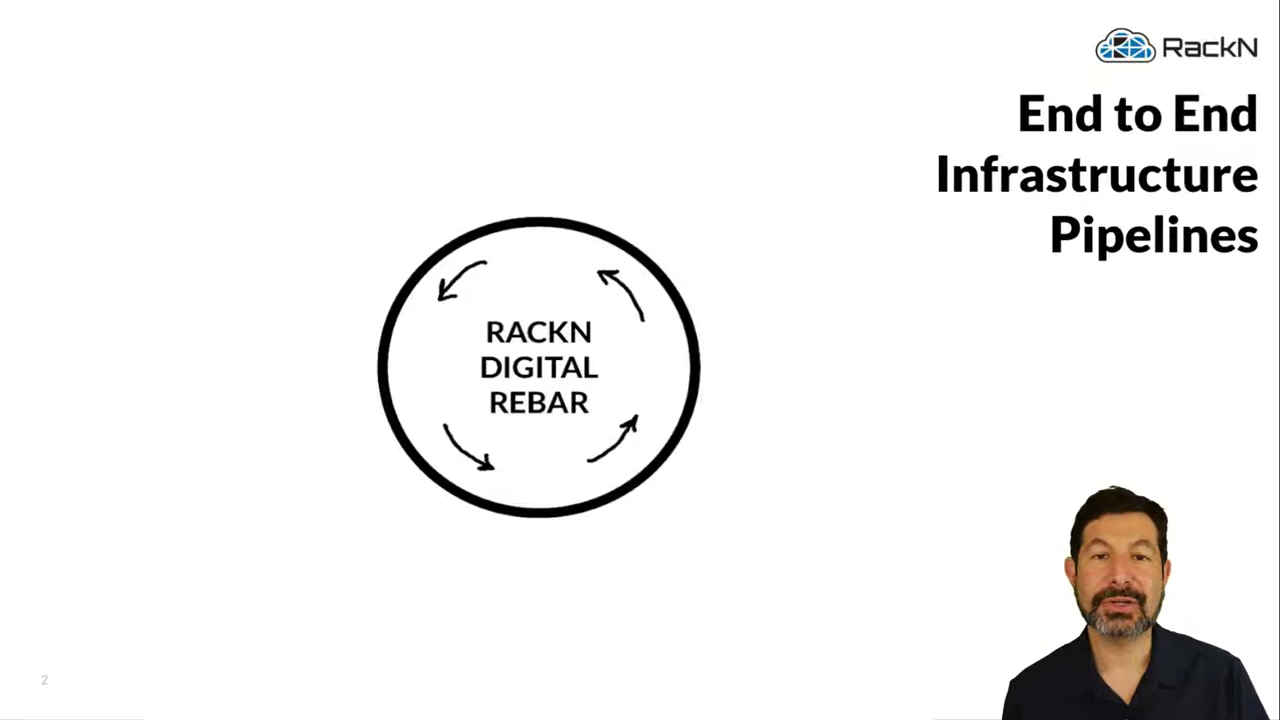 RackN
End to End
Infrastructure
Pipelines
RACKN
DIGITAL
REBAR
2